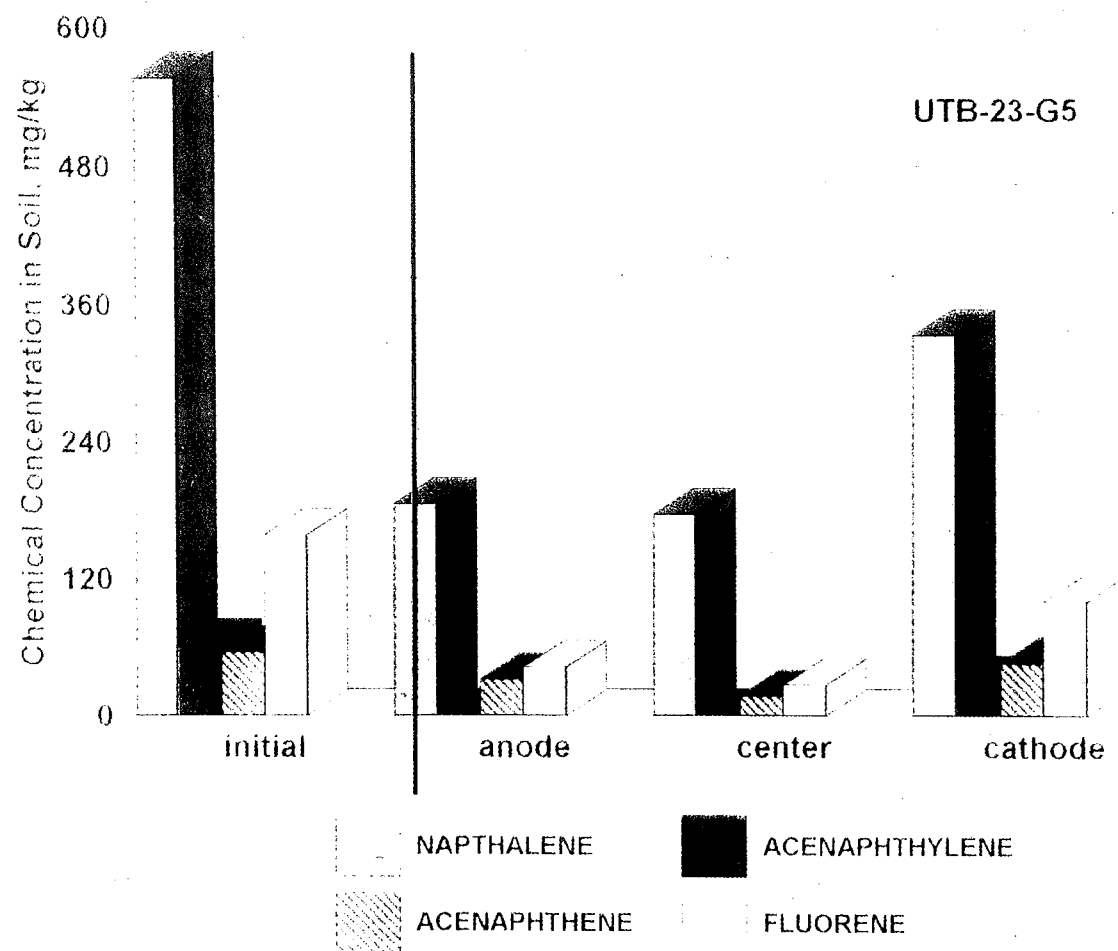 600
UTB-23-G5
480
360
240
120
0
Chemical Concentration in Soil, mg/kg
initial
anode
center
cathode
NAPTHALENE
ACENAPHTHYLENE
ACENAPHTHENE
FLUORENE